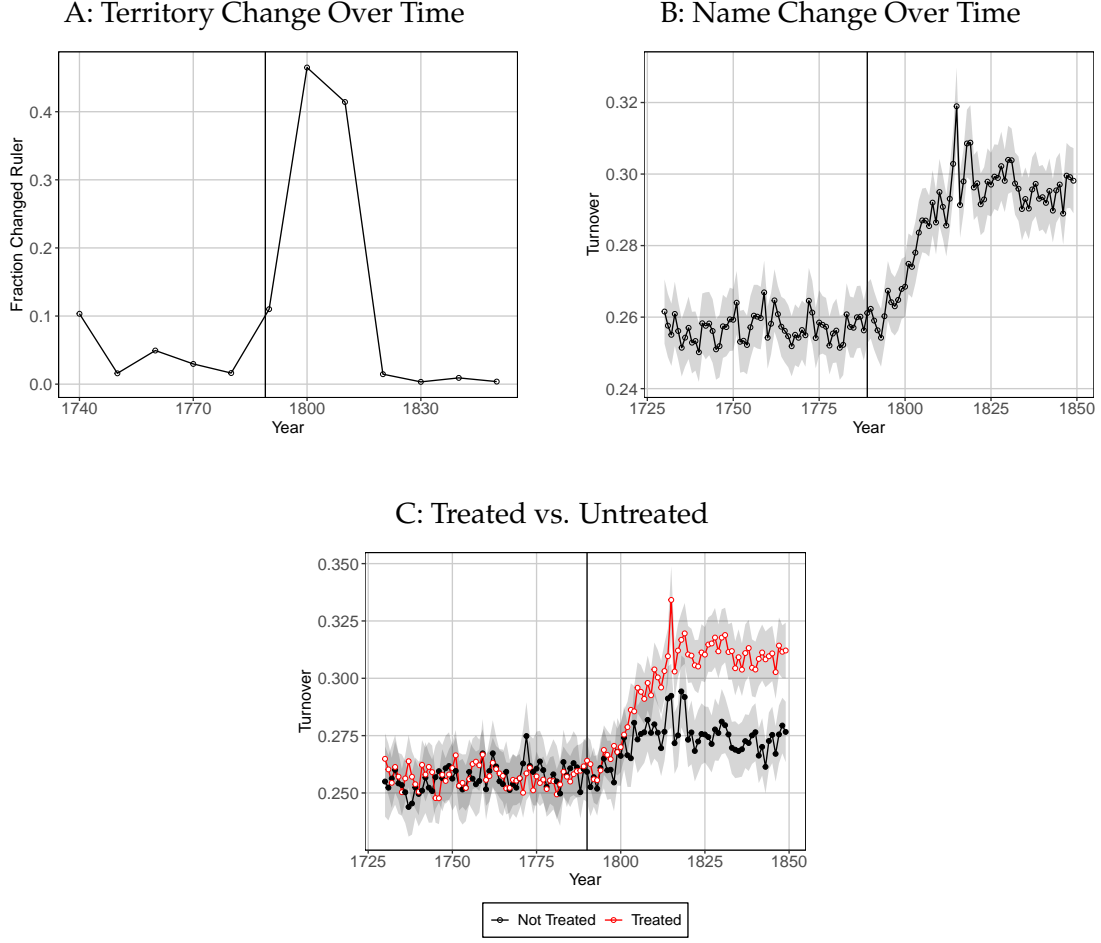 A: Territory Change Over Time
Fraction Changed Ruler
0.4
0.3
0.2
0.1
0.0
1740
1770
1800
1830
Year
B: Name Change Over Time
Turnover
0.32
0.30
0.28
0.26
0.24
1725
1750
1775
1800
1825
1850
Year
C: Treated vs. Untreated
Turnover
0.350
0.325
0.300
0.275
0.250
1725
1750
1775
1800
1825
1850
Year
Not Treated
Treated